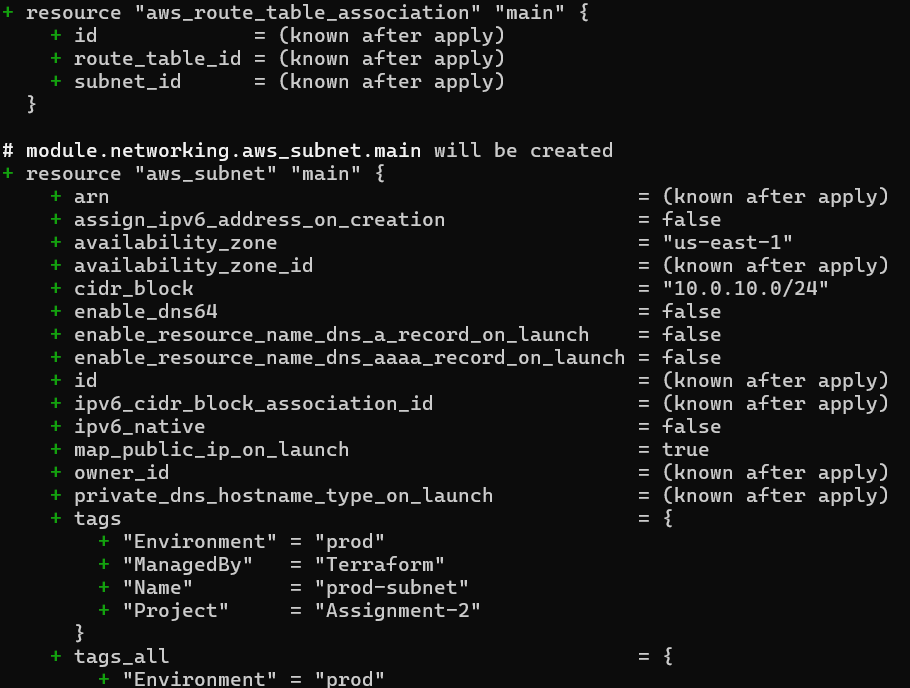 + resource "aws_route_table_association" "main" {
    + id             = (known after apply)
    + route_table_id = (known after apply)
    + subnet_id      = (known after apply)
  }
# module.networking.aws_subnet.main will be created
+ resource "aws_subnet" "main" {
    + arn                                            = (known after apply)
    + assign_ipv6_address_on_creation                = false
    + availability_zone                              = "us-east-1"
    + availability_zone_id                           = (known after apply)
    + cidr_block                                     = "10.0.10.0/24"
    + enable_dns64                                   = false
    + enable_resource_name_dns_a_record_on_launch    = false
    + enable_resource_name_dns_aaaa_record_on_launch = false
    + id                                             = (known after apply)
    + ipv6_cidr_block_association_id                 = (known after apply)
    + ipv6_native                                    = false
    + map_public_ip_on_launch                        = true
    + owner_id                                       = (known after apply)
    + private_dns_hostname_type_on_launch            = (known after apply)
    + tags                                           = {
        + "Environment" = "prod"
        + "ManagedBy"   = "Terraform"
        + "Name"        = "prod-subnet"
        + "Project"     = "Assignment-2"
      }
    + tags_all                                       = {
        + "Environment" = "prod"